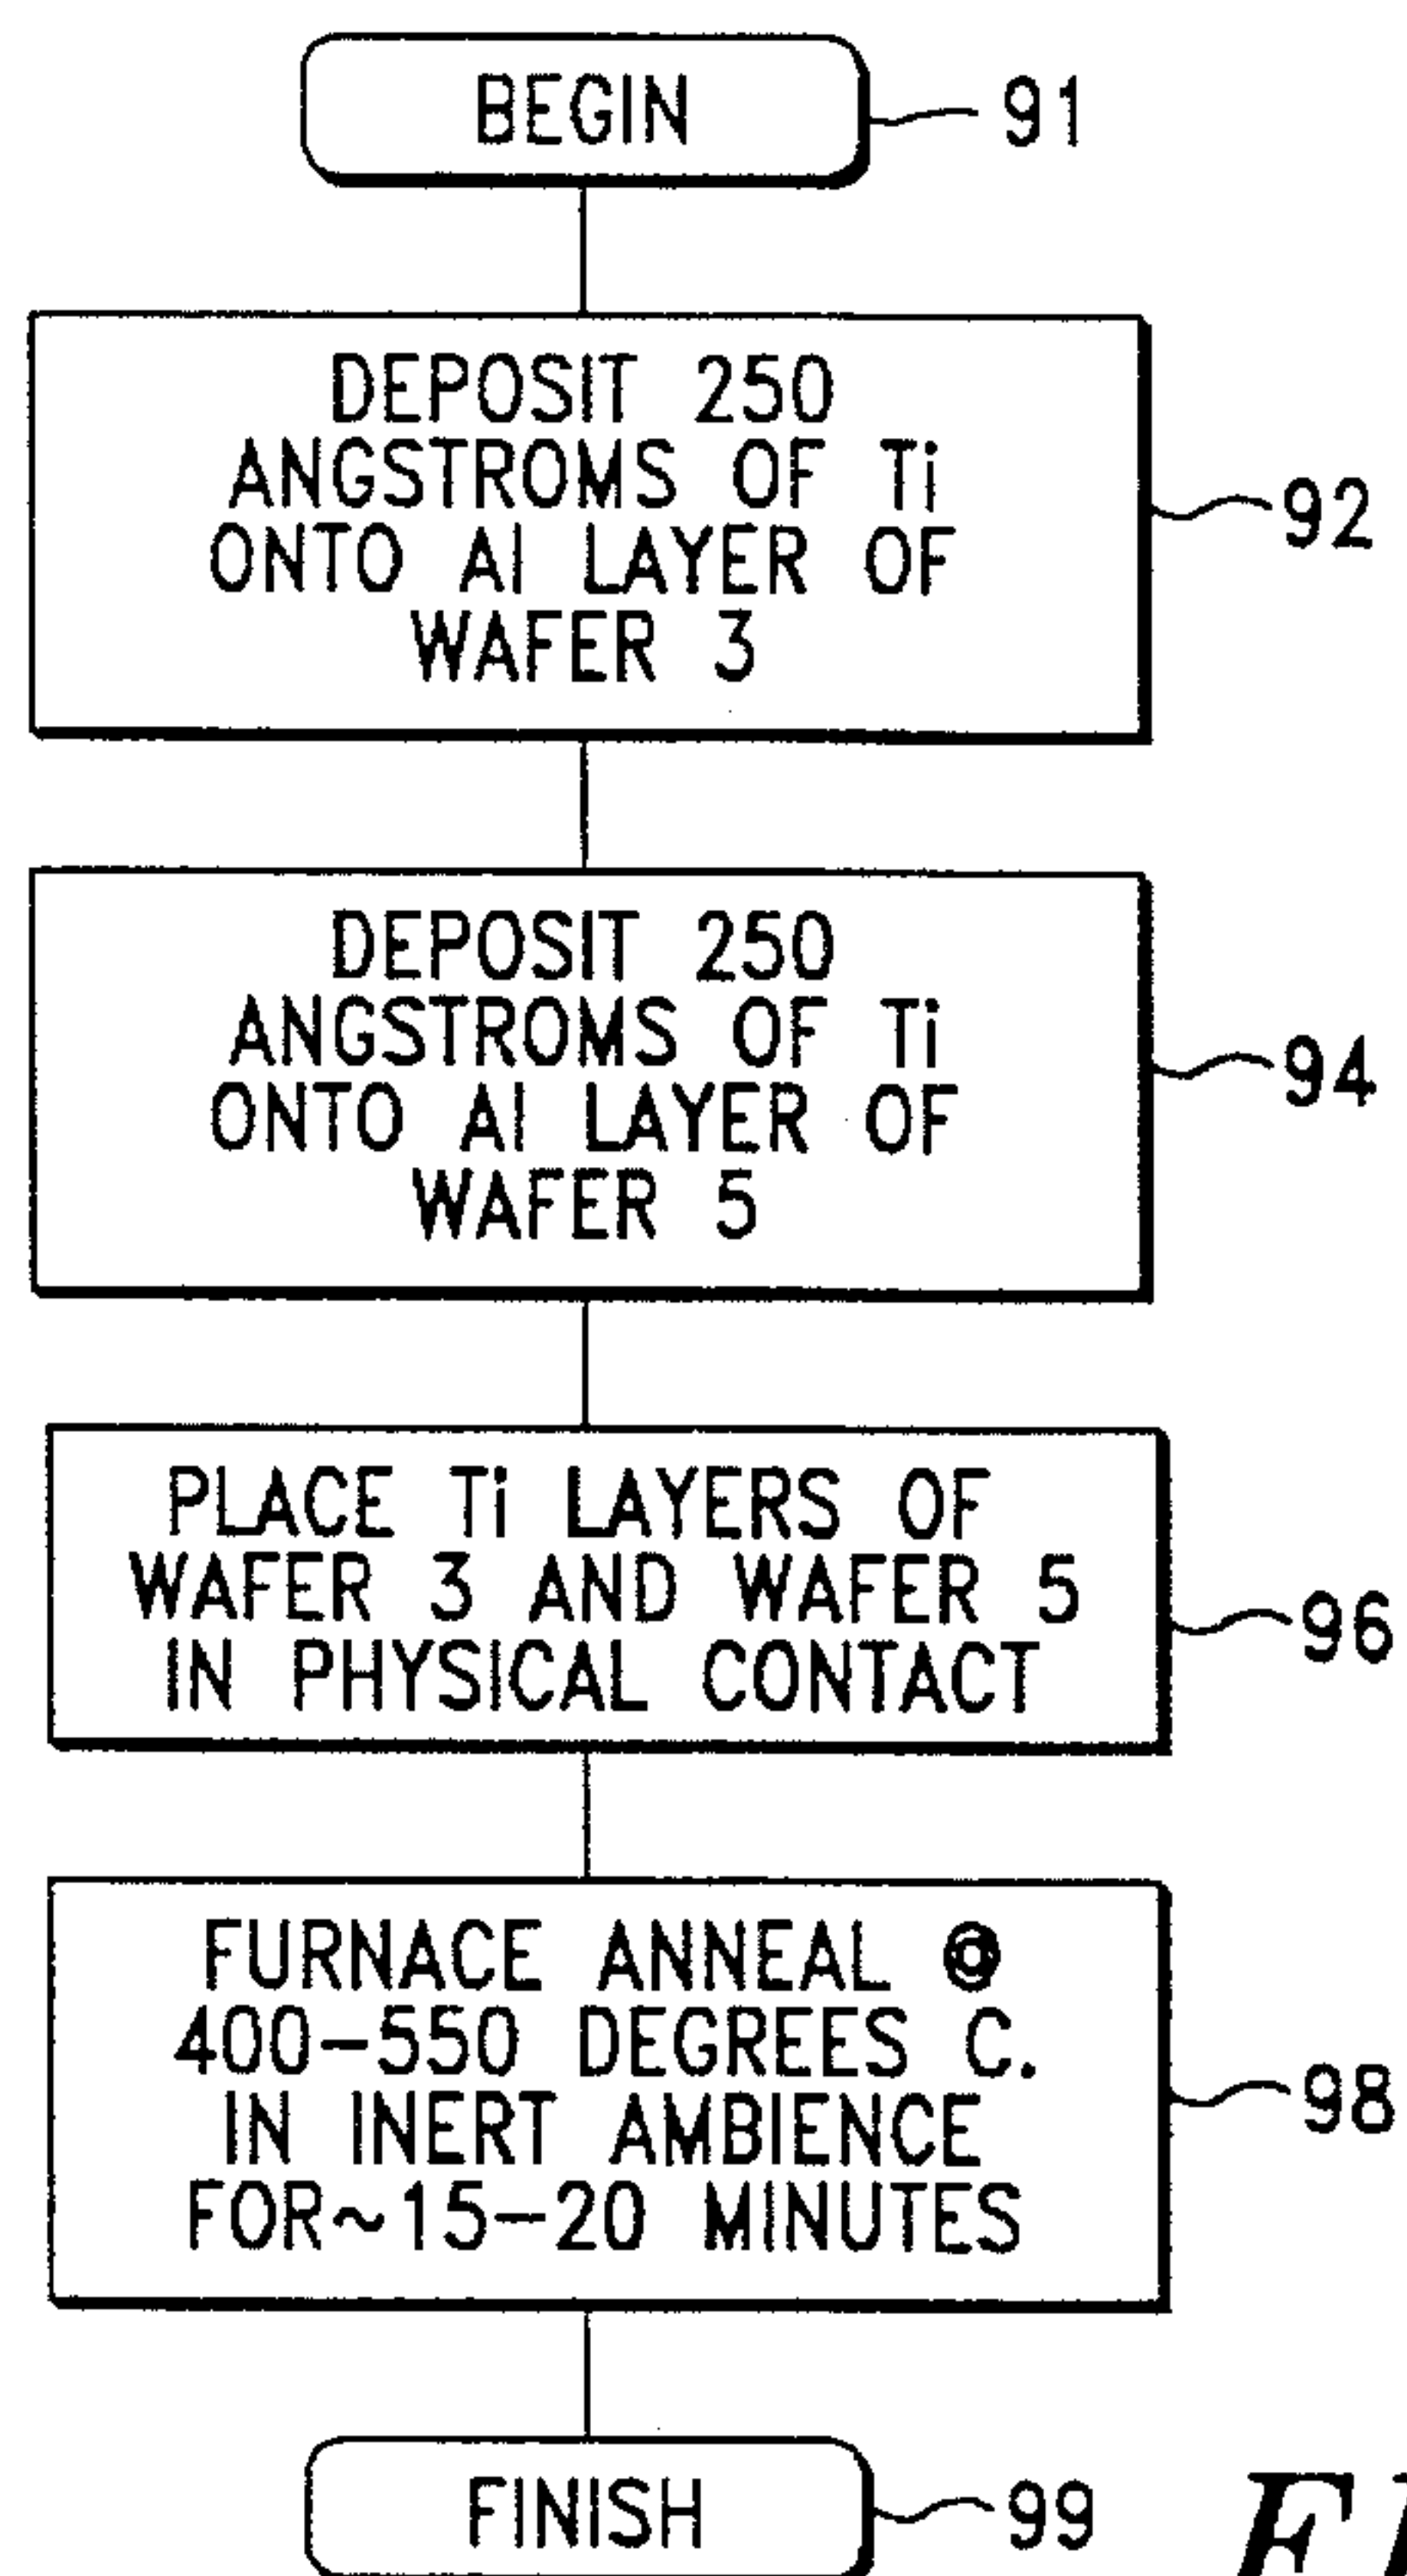 BEGIN
91
DEPOSIT 250
ANGSTROMS OF Ti
ONTO Al LAYER OF
WAFER 3
92
DEPOSIT 250
ANGSTROMS OF Ti
ONTO Al LAYER OF
WAFER 5
94
PLACE Ti LAYERS OF
WAFER 3 AND WAFER 5
IN PHYSICAL CONTACT
96
FURNACE ANNEAL @
400-550 DEGREES C.
IN INERT AMBIENCE
FOR~15-20 MINUTES
98
FINISH
99